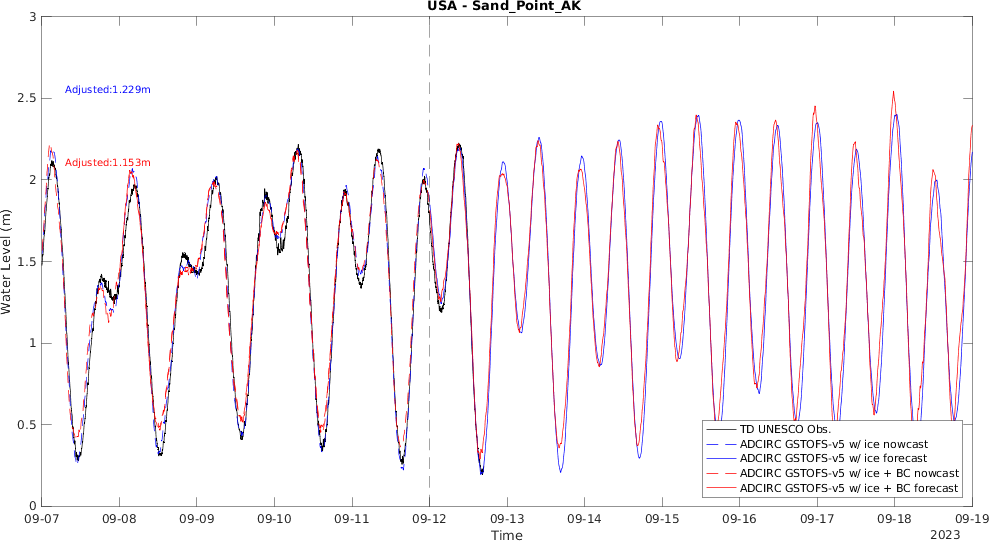 USA - Sand_Point_AK
3
2.5
2
1.5
1
0.5
0
Water Level (m)
Adjusted:1.229m
Adjusted:1.153m
TD UNESCO Obs.
ADCIRC GSTOFS-v5 w/ ice nowcast
ADCIRC GSTOFS-v5 w/ ice forecast
ADCIRC GSTOFS-v5 w/ ice + BC nowcast
ADCIRC GSTOFS-v5 w/ ice + BC forecast
09-07 09-08 09-09 09-10 09-11 09-12 09-13 09-14 09-15 09-16 09-17 09-18 09-19
Time
2023